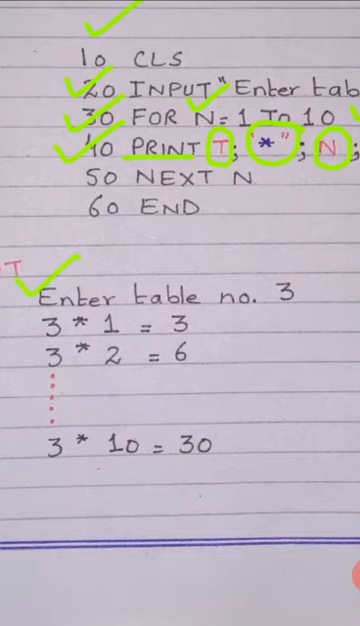 10 CLS
20 INPUT "Enter tab
30 FOR N=1 TO 10
40 PRINT T; "*"; N;
50 NEXT N
60 END
T
Enter table no. 3
3 * 1 = 3
3 * 2 = 6
3 * 10 = 30